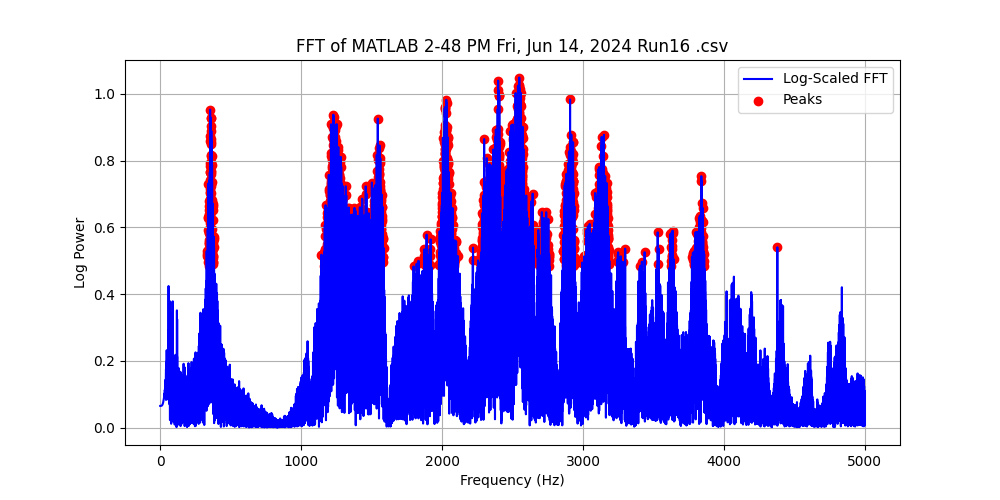 FFT of MATLAB 2-48 PM Fri, Jun 14, 2024 Run16 .csv
Log-Scaled FFT
Peaks
1.0
0.8
0.6
0.4
0.2
0.0
Log Power
0 1000 2000 3000 4000 5000
Frequency (Hz)